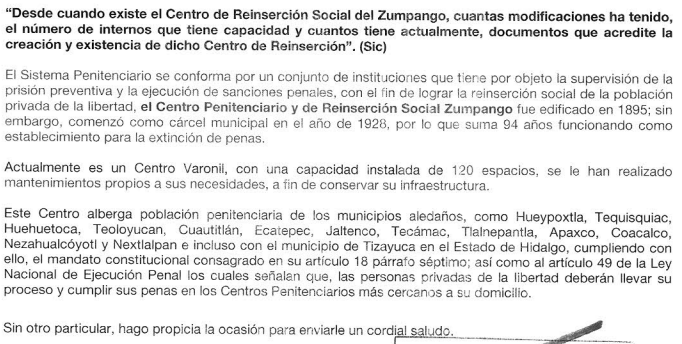 “Desde cuando existe el Centro de Reinserción Social del Zumpango, cuantas modificaciones ha tenido,
el número de internos que tiene capacidad y cuantos tiene actualmente, documentos que acredite la
creación y existencia de dicho Centro de Reinserción”. (Sic)
El Sistema Penitenciario se conforma por un conjunto de instituciones que tiene por objeto la supervisión de la
prisión preventiva y la ejecución de sanciones penales, con el fin de lograr la reinserción social de la población
privada de la libertad, el Centro Penitenciario y de Reinserción Social Zumpango fue edificado en 1895; sin
embargo, comenzó como cárcel municipal en el año de 1928, por lo que suma 94 años funcionando como
establecimiento para la extinción de penas.
Actualmente es un Centro Varonil, con una capacidad instalada de 120 espacios, se le han realizado
mantenimientos propios a sus necesidades, a fin de conservar su infraestructura.
Este Centro alberga población penitenciaria de los municipios aledaños, como Hueypoxtla, Tequisquiac,
Huehuetoca, Teoloyucan, Cuautitlán, Ecatepec, Jaltenco, Tecámac, Tlalnepantla, Apaxco, Coacalco,
Nezahualcóyotl y Nextlalpan e incluso con el municipio de Tizayuca en el Estado de Hidalgo, cumpliendo con
ello, el mandato constitucional consagrado en su artículo 18 párrafo séptimo; así como al artículo 49 de la Ley
Nacional de Ejecución Penal los cuales señalan que, las personas privadas de la libertad deberán llevar su
proceso y cumplir sus penas en los Centros Penitenciarios más cercanos a su domicilio.
Sin otro particular, hago propicia la ocasión para enviarle un cordial saludo.